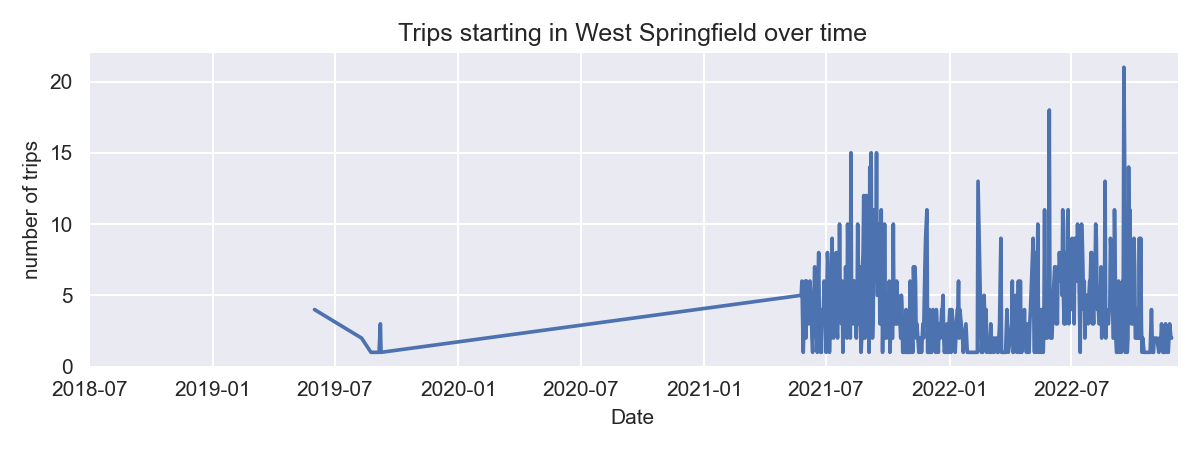 Trips starting in West Springfield over time
number of trips
20
15
10
5
0
2018-07 2019-01 2019-07 2020-01 2020-07 2021-01 2021-07 2022-01 2022-07
Date